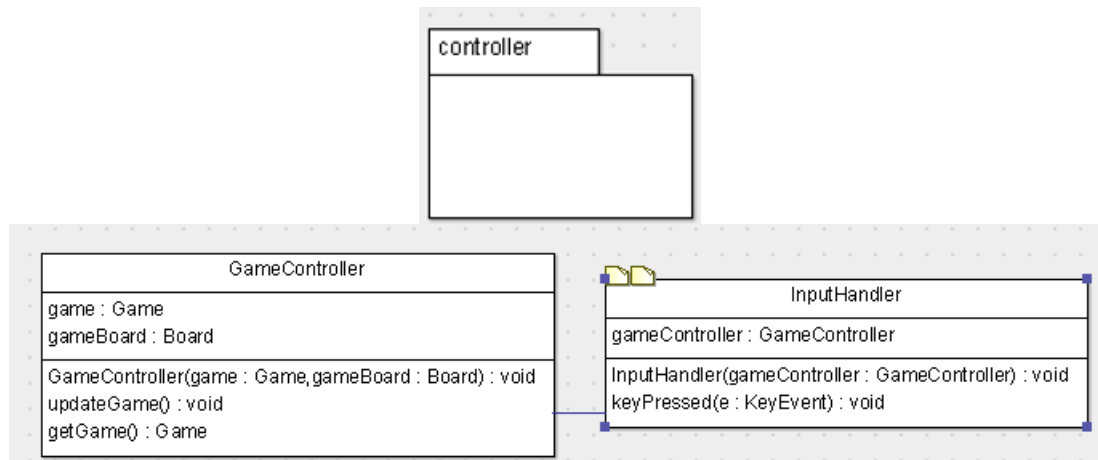 controller
GameController
game : Game
gameBoard : Board
GameController(game : Game,gameBoard : Board) : void
updateGame() : void
getGame() : Game
InputHandler
gameController : GameController
InputHandler(gameController : GameController) : void
keyPressed(e : KeyEvent) : void